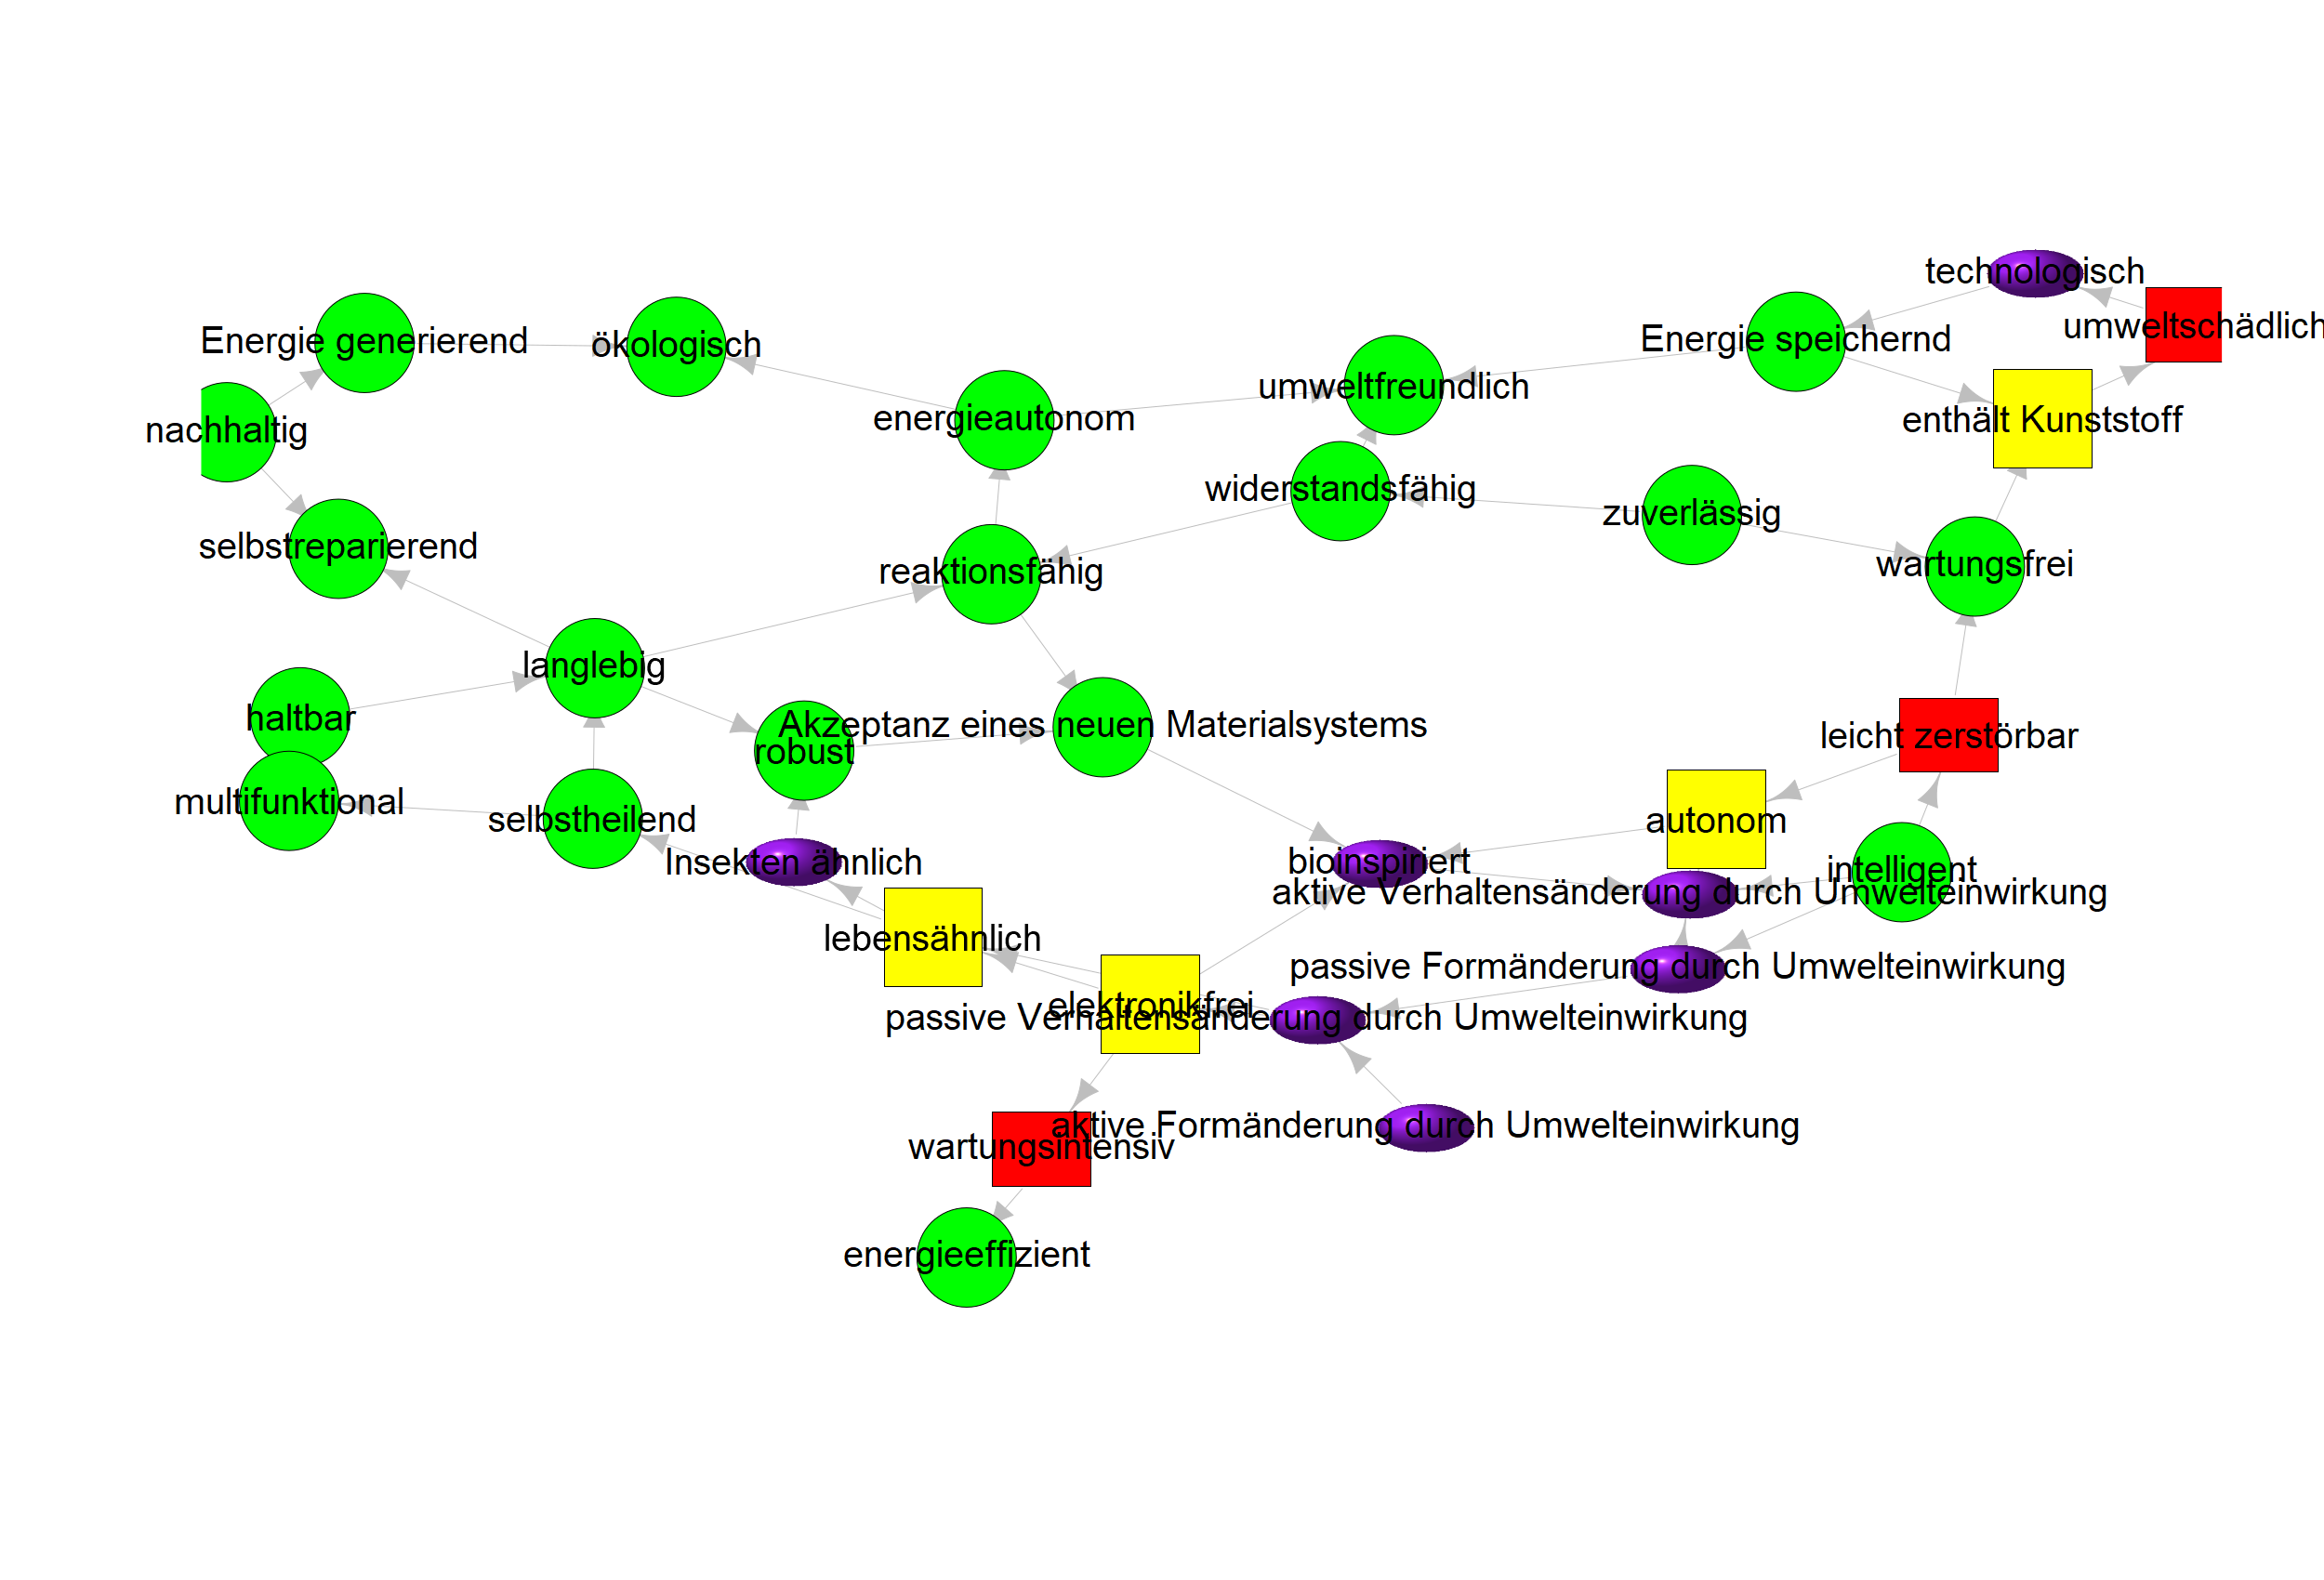 technologisch
umweltschädlich
Energie generierend
ökologisch
Energie speichernd
umweltfreundlich
energieautonom
enthält Kunststoff
nachhaltig
widerstandsfähig
zuverlässig
selbstreparierend
reaktionsfähig
wartungsfrei
langlebig
haltbar
Akzeptanz eines neuen Materialsystems
robust
leicht zerstörbar
multifunktional
selbstheilend
autonom
Insekten ähnlich
bioinspiriert
intelligent
aktive Verhaltensänderung durch Umwelteinwirkung
lebensähnlich
passive Formänderung durch Umwelteinwirkung
elektronikfrei
passive Verhaltensänderung durch Umwelteinwirkung
aktive Formänderung durch Umwelteinwirkung
wartungsintensiv
energieeffizient